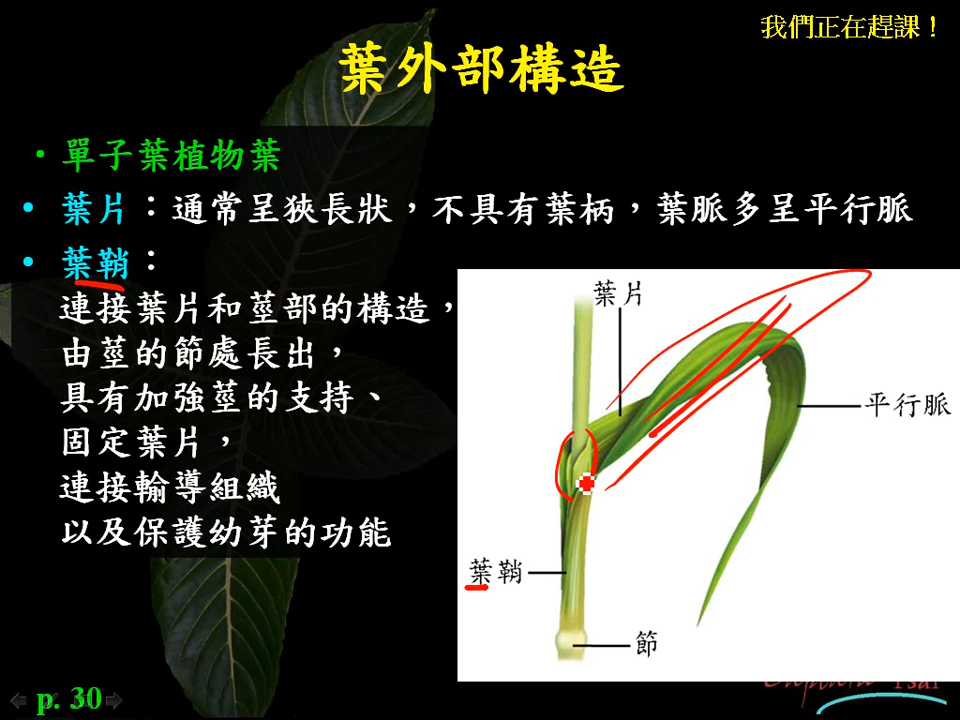 我們正在趕課！
葉外部構造
•單子葉植物葉
• 葉片：通常呈狹長狀，不具有葉柄，葉脈多呈平行脈
• 葉鞘：
連接葉片和莖部的構造，
由莖的節處長出，
具有加強莖的支持、
固定葉片，
連接輸導組織
以及保護幼芽的功能
葉片
平行脈
葉鞘
節
p. 30
Tsai